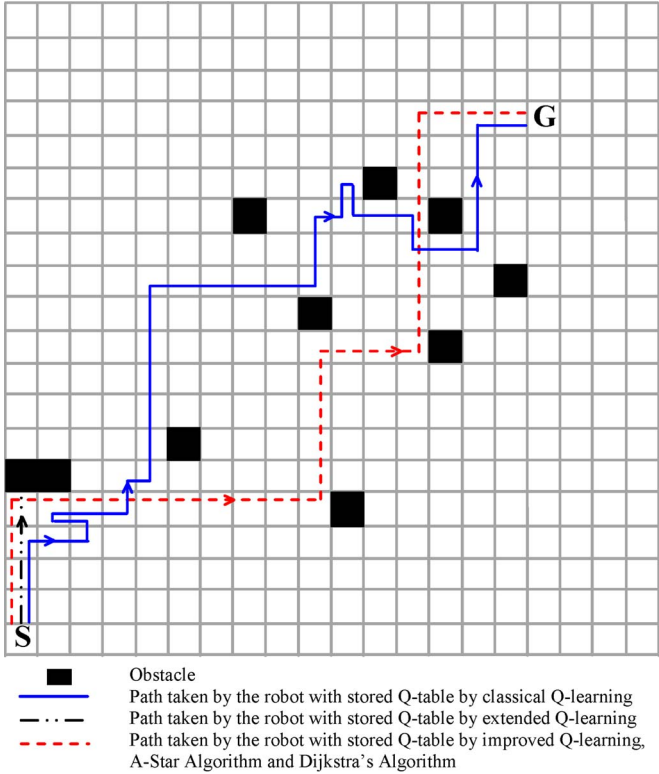 G
S
Obstacle
Path taken by the robot with stored Q-table by classical Q-learning
Path taken by the robot with stored Q-table by extended Q-learning
Path taken by the robot with stored Q-table by improved Q-learning,
A-Star Algorithm and Dijkstra's Algorithm